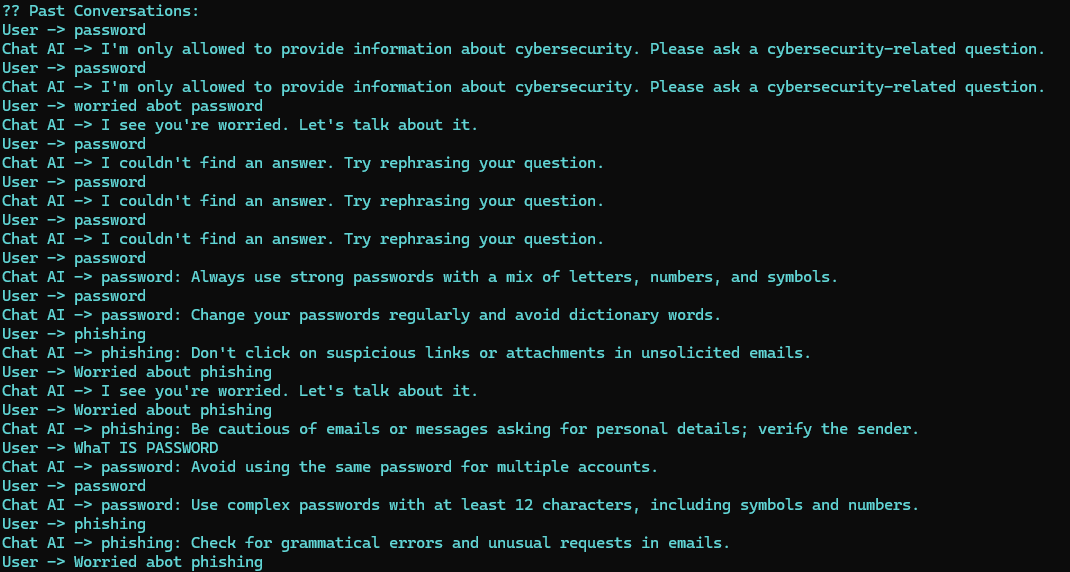 ?? Past Conversations:
User -> password
Chat AI -> I'm only allowed to provide information about cybersecurity. Please ask a cybersecurity-related question.
User -> password
Chat AI -> I'm only allowed to provide information about cybersecurity. Please ask a cybersecurity-related question.
User -> worried abot password
Chat AI -> I see you're worried. Let's talk about it.
User -> password
Chat AI -> I couldn't find an answer. Try rephrasing your question.
User -> password
Chat AI -> I couldn't find an answer. Try rephrasing your question.
User -> password
Chat AI -> I couldn't find an answer. Try rephrasing your question.
User -> password
Chat AI -> password: Always use strong passwords with a mix of letters, numbers, and symbols.
User -> password
Chat AI -> password: Change your passwords regularly and avoid dictionary words.
User -> phishing
Chat AI -> phishing: Don't click on suspicious links or attachments in unsolicited emails.
User -> Worried about phishing
Chat AI -> I see you're worried. Let's talk about it.
User -> Worried about phishing
Chat AI -> phishing: Be cautious of emails or messages asking for personal details; verify the sender.
User -> WhaT IS PASSWORD
Chat AI -> password: Avoid using the same password for multiple accounts.
User -> password
Chat AI -> password: Use complex passwords with at least 12 characters, including symbols and numbers.
User -> phishing
Chat AI -> phishing: Check for grammatical errors and unusual requests in emails.
User -> Worried abot phishing